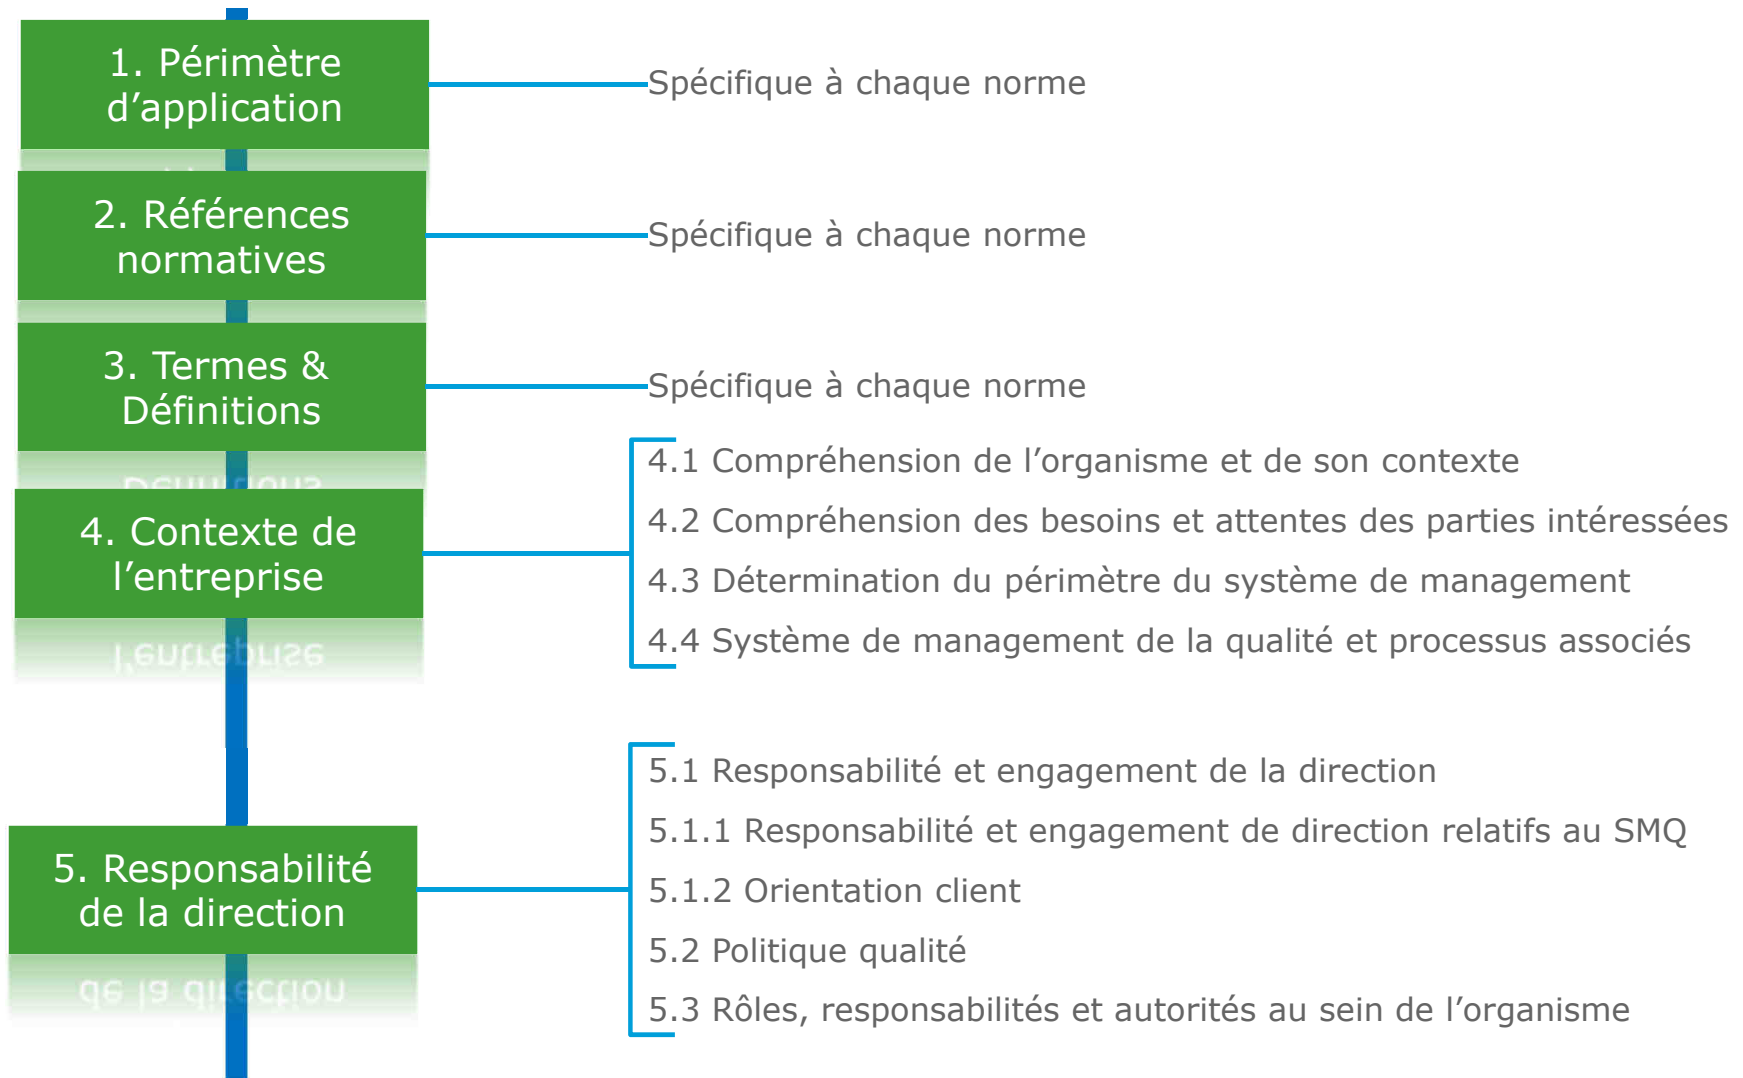 1. Périmètre
d’application
Spécifique à chaque norme
2. Références
normatives
Spécifique à chaque norme
3. Termes &
Définitions
Spécifique à chaque norme
4. Contexte de
l’entreprise
4.1 Compréhension de l’organisme et de son contexte
4.2 Compréhension des besoins et attentes des parties intéressées
4.3 Détermination du périmètre du système de management
4.4 Système de management de la qualité et processus associés
5. Responsabilité
de la direction
5.1 Responsabilité et engagement de la direction
5.1.1 Responsabilité et engagement de direction relatifs au SMQ
5.1.2 Orientation client
5.2 Politique qualité
5.3 Rôles, responsabilités et autorités au sein de l’organisme